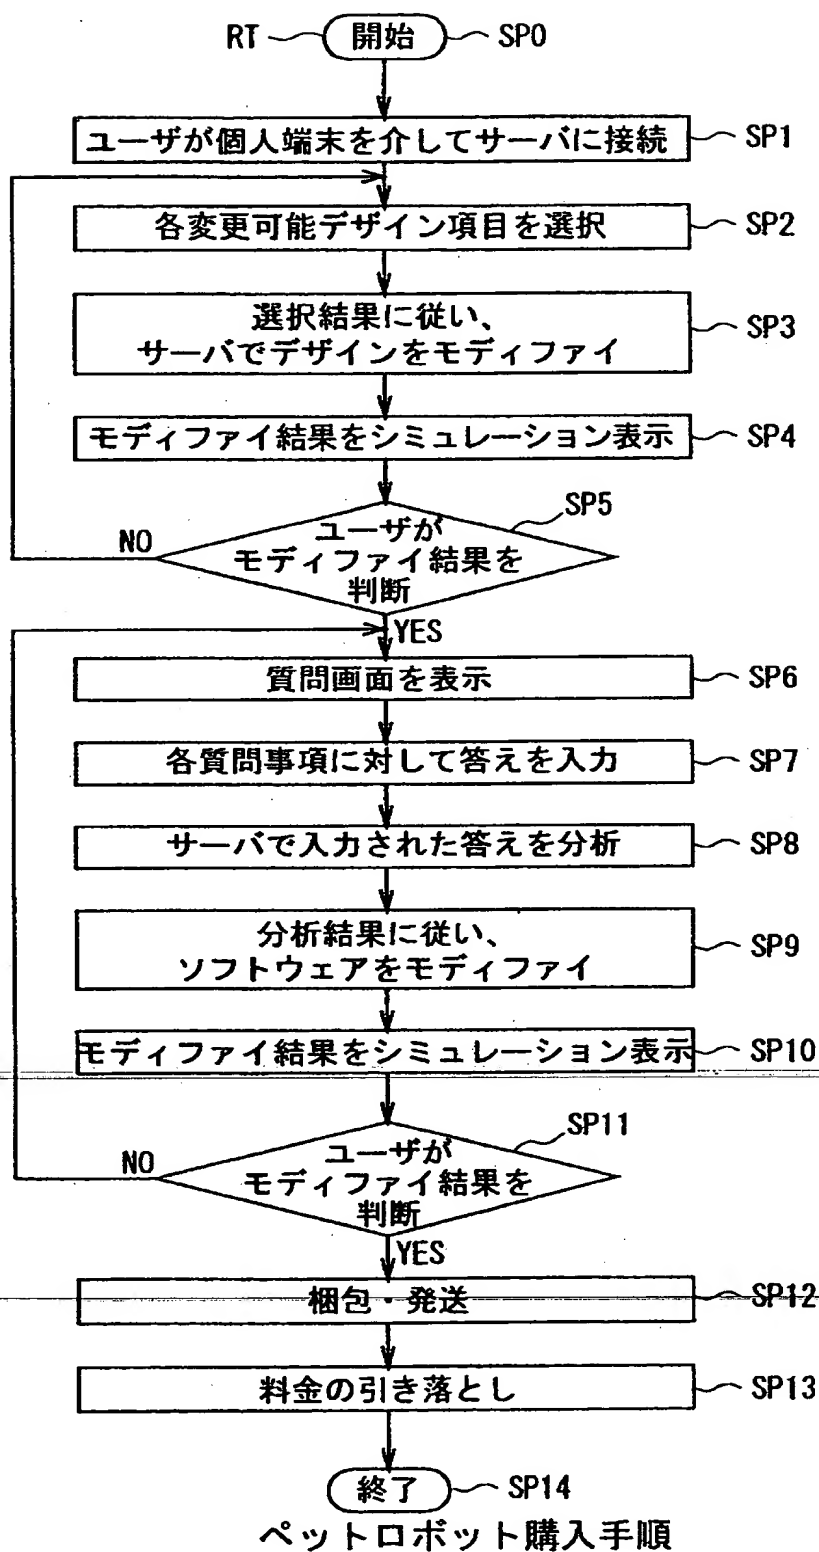 RT 開始 SP0
ユーザが個人端末を介してサーバに接続 SP1
各変更可能デザイン項目を選択 SP2
選択結果に従い、
サーバでデザインをモディファイ SP3
モディファイ結果をシミュレーション表示 SP4
SP5
ユーザが
NO モディファイ結果を
判断
YES
質問画面を表示 SP6
各質問事項に対して答えを入力 SP7
サーバで入力された答えを分析 SP8
分析結果に従い、
ソフトウェアをモディファイ SP9
モディファイ結果をシミュレーション表示 SP10
SP11
ユーザが
NO モディファイ結果を
判断
YES
梱包・発送 SP12
料金の引き落とし SP13
終了 SP14
ペットロボット購入手順